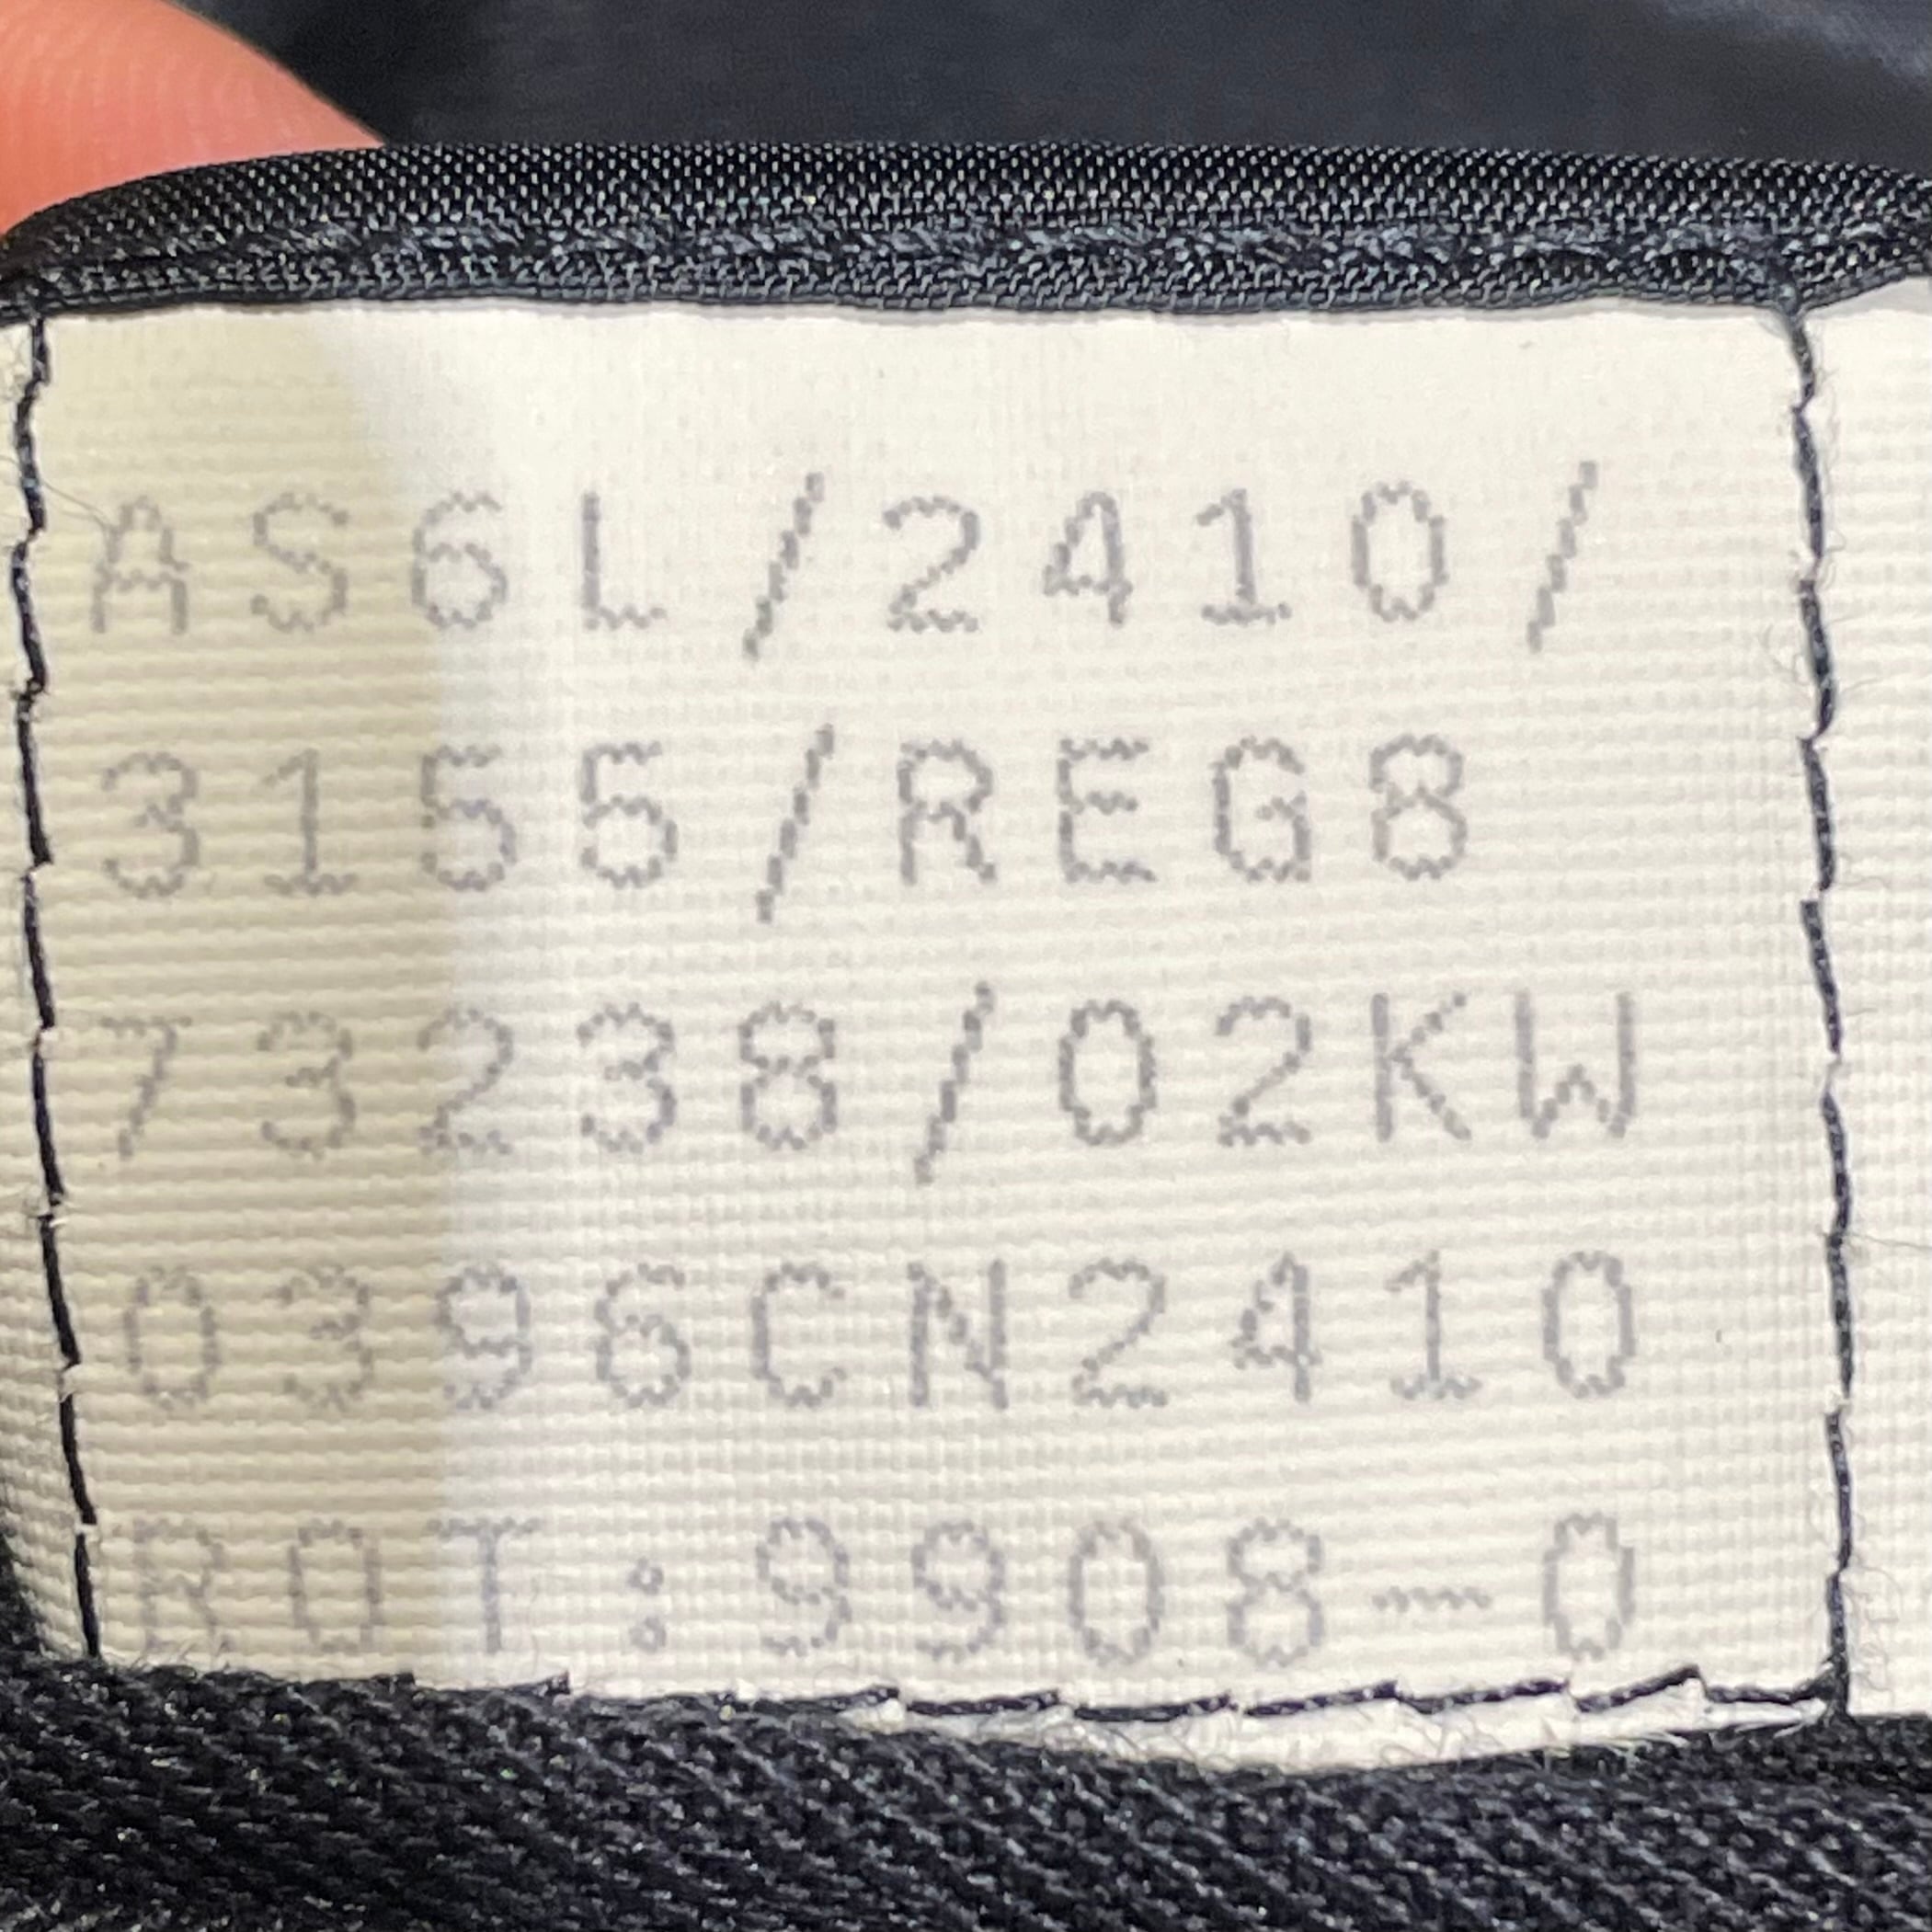 AS6L/2410/
3155/REG8
73238/02KW
0396CN2410
ROT:9908-0